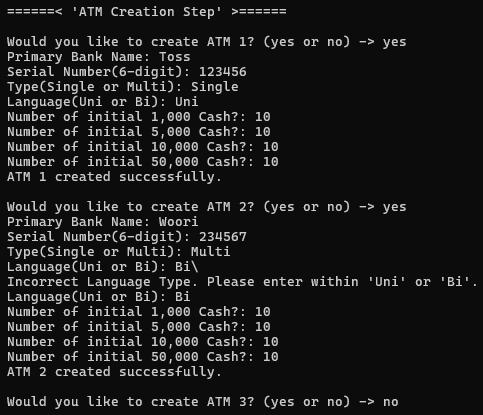 ======< 'ATM Creation Step' >======
Would you like to create ATM 1? (yes or no) -> yes
Primary Bank Name: Toss
Serial Number(6-digit): 123456
Type(Single or Multi): Single
Language(Uni or Bi): Uni
Number of initial 1,000 Cash?: 10
Number of initial 5,000 Cash?: 10
Number of initial 10,000 Cash?: 10
Number of initial 50,000 Cash?: 10
ATM 1 created successfully.
Would you like to create ATM 2? (yes or no) -> yes
Primary Bank Name: Woori
Serial Number(6-digit): 234567
Type(Single or Multi): Multi
Language(Uni or Bi): Bi\
Incorrect Language Type. Please enter within 'Uni' or 'Bi'.
Language(Uni or Bi): Bi
Number of initial 1,000 Cash?: 10
Number of initial 5,000 Cash?: 10
Number of initial 10,000 Cash?: 10
Number of initial 50,000 Cash?: 10
ATM 2 created successfully.
Would you like to create ATM 3? (yes or no) -> no